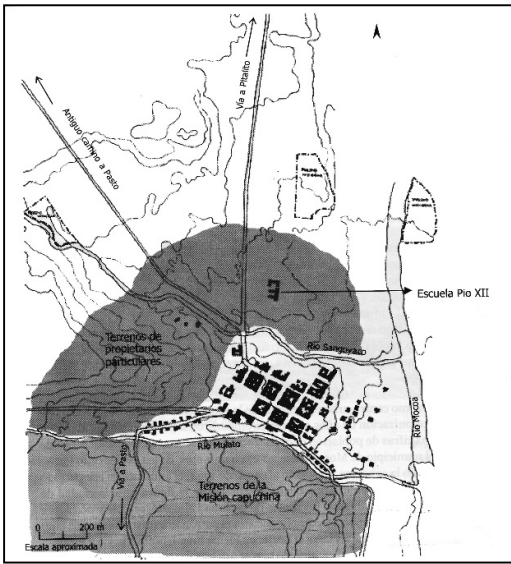 Vía a Pitalito
Antiguo camino a Pasto
Escuela Pio XII
Río Sanguyaco
Terrenos de
propietarios
particulares
Río Mocoa
Río Mulato
Vía a Pasto
Terrenos de la
Misión capuchina
0 200 m
Escala aproximada